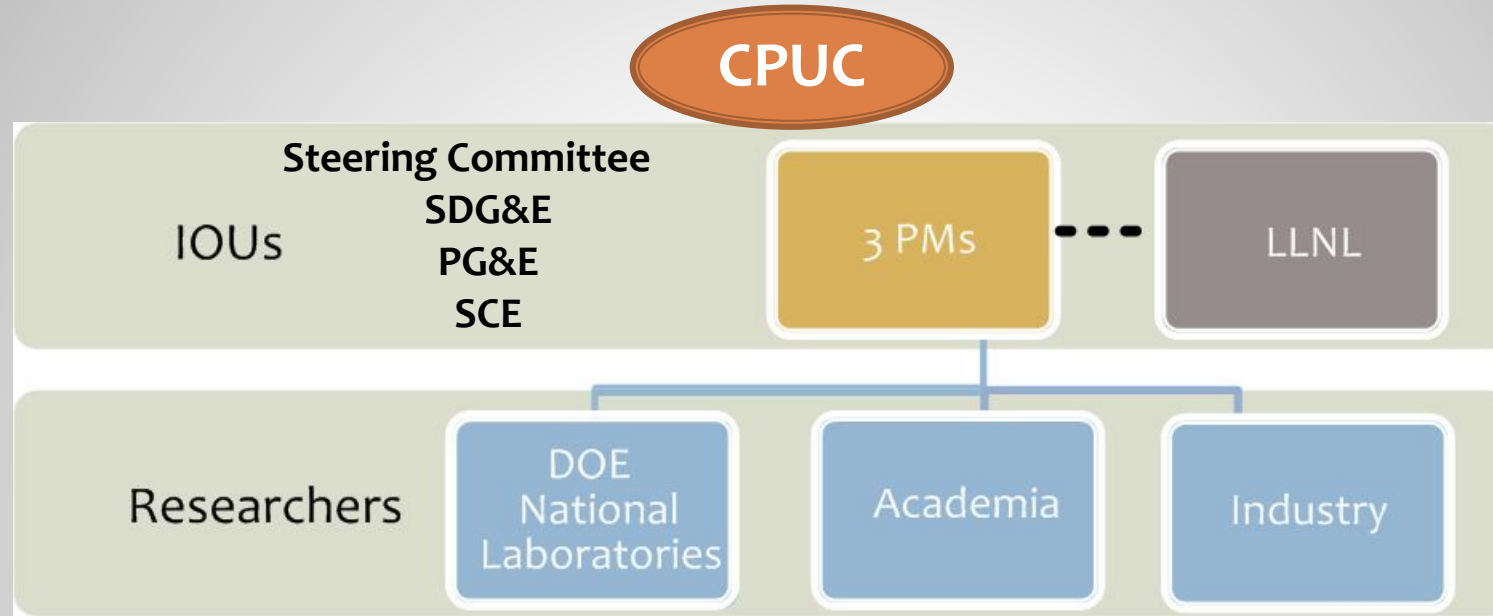 CPUC
Steering Committee
SDG&E
PG&E
SCE
IOUs
3 PMs
LLNL
Researchers
DOE
National
Laboratories
Academia
Industry